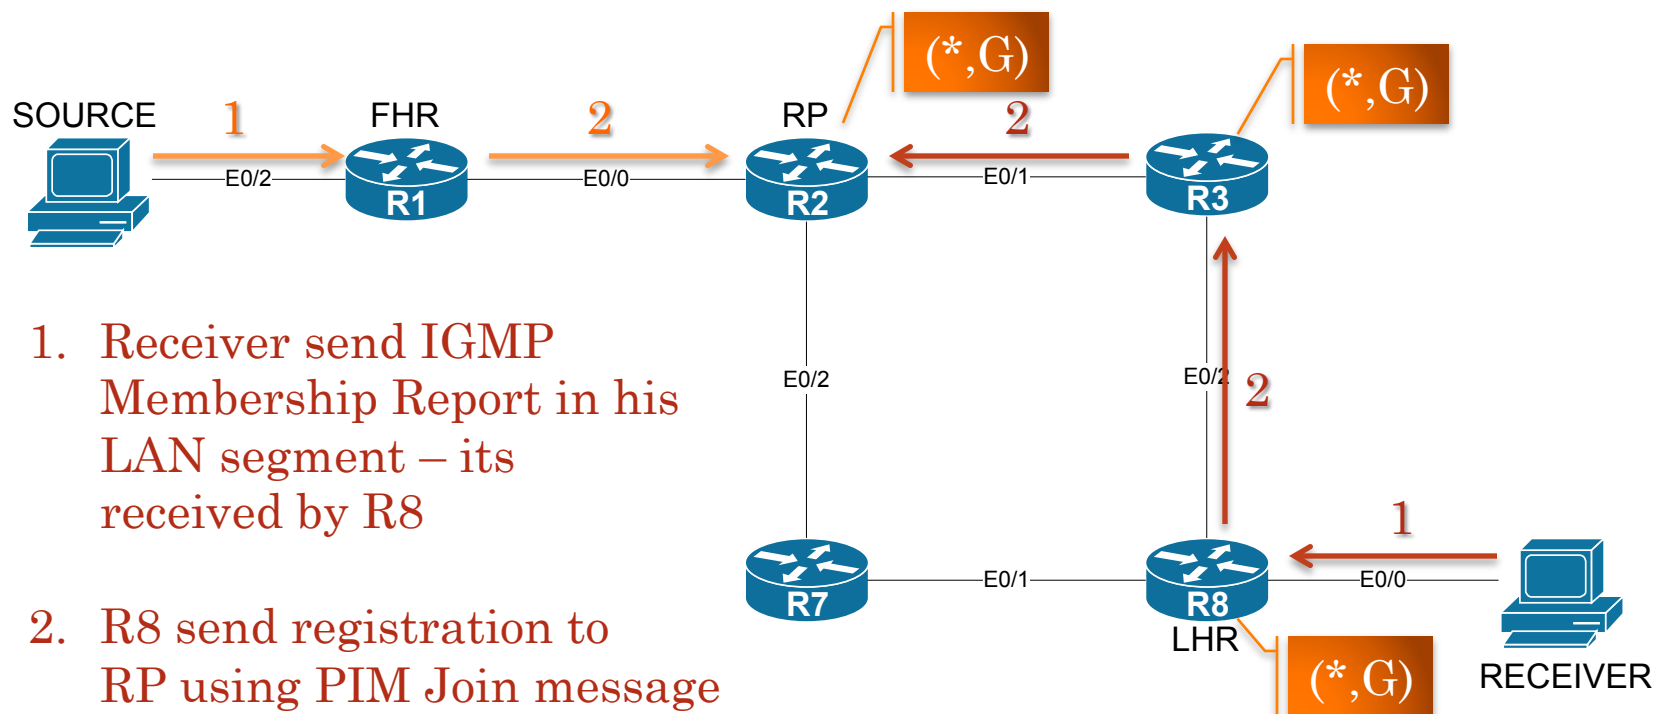 (*,G)
(*,G)
SOURCE
1
FHR
2
RP
2
E0/2
E0/0
E0/1
R1
R2
R3
1. Receiver send IGMP
Membership Report in his
LAN segment – its
received by R8
E0/2
E0/2
2
1
E0/1
E0/0
R7
R8
2. R8 send registration to
RP using PIM Join message
LHR
(*,G)
RECEIVER